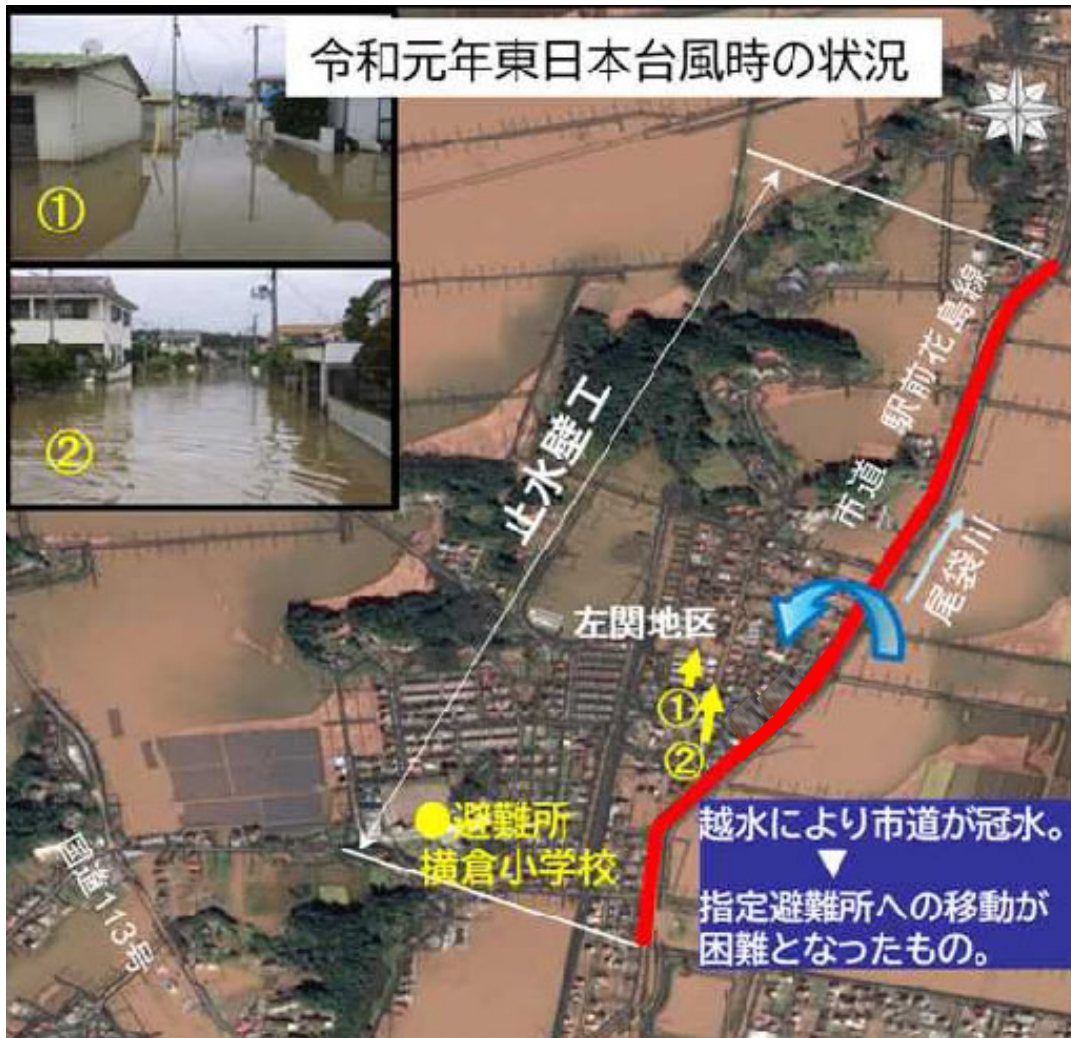 令和元年東日本台風時の状況
①
②
止水壁工
市道 駅前花島線
尾袋川
左関地区
①
②
●避難所
横倉小学校
国道113号
越水により市道が冠水。
▼
指定避難所への移動が
困難となったもの。